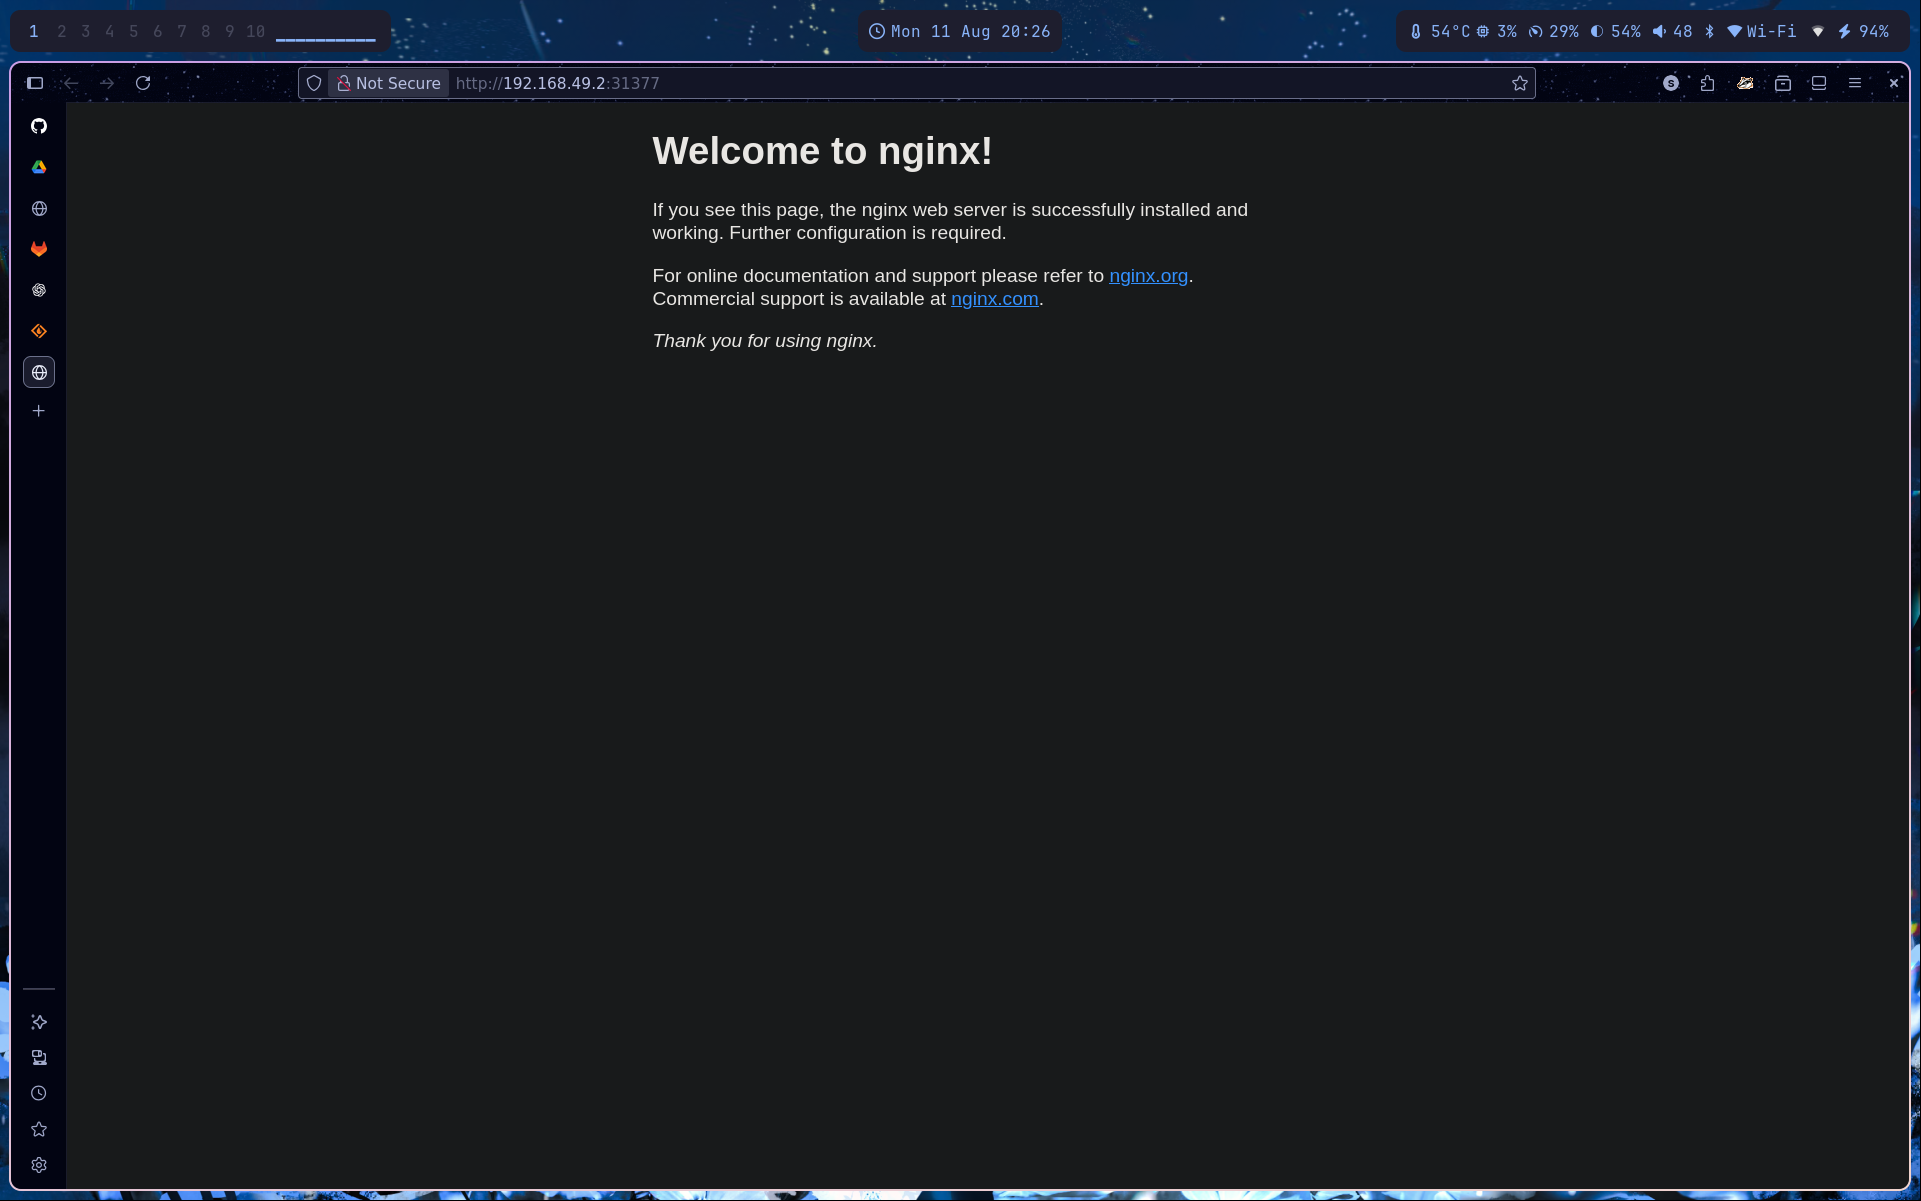 1 2 3 4 5 6 7 8 9 10
Mon 11 Aug 20:26
54°C 3% 29% 54% 48 Wi-Fi 94%
Not Secure http://192.168.49.2:31377
S
Welcome to nginx!
If you see this page, the nginx web server is successfully installed and
working. Further configuration is required.
For online documentation and support please refer to nginx.org.
Commercial support is available at nginx.com.
Thank you for using nginx.